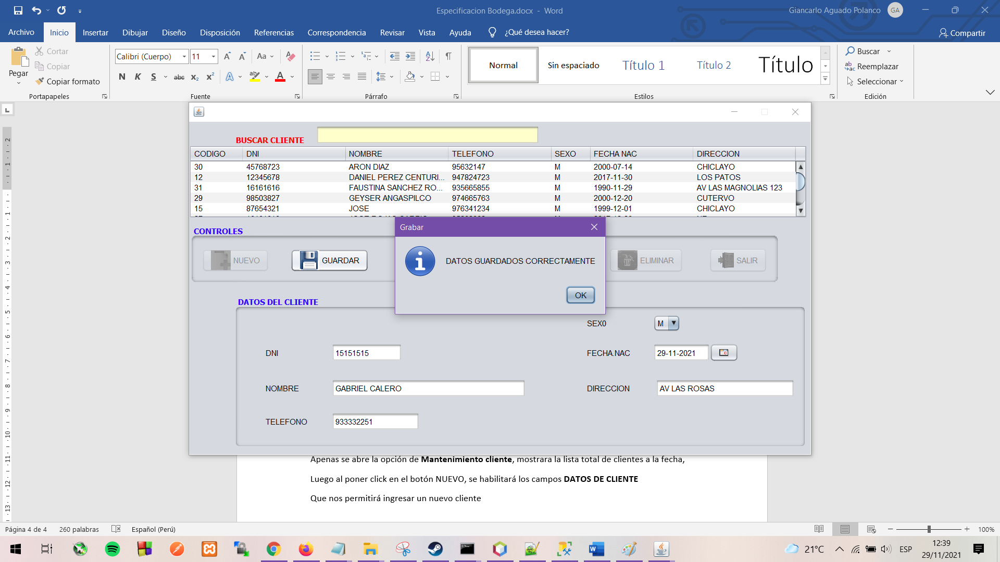 Especificacion Bodega.docx - Word
Giancarlo Aguado Polanco GA
Archivo Inicio Insertar Dibujar Diseño Disposición Referencias Correspondencia Revisar Vista Ayuda ¿Qué desea hacer? Compartir
Pegar
Cortar
Copiar
Copiar formato
Portapapeles
Calibri (Cuerpo) 11 Aa
N K S abc x₂ x² A aby A
Fuente
Párrafo
Normal Sin espaciado Título 1 Título 2 Título
Estilos
Buscar
Reemplazar
Seleccionar
Edición
BUSCAR CLIENTE
CODIGO DNI NOMBRE TELEFONO SEXO FECHA NAC DIRECCION
30 45768723 ARON DIAZ 95632147 M 2000-07-14 CHICLAYO
12 12345678 DANIEL PEREZ CENTURI... 947824723 M 2017-11-30 LOS PATOS
31 16161616 FAUSTINA SANCHEZ RO... 935665855 M 1990-11-29 AV LAS MAGNOLIAS 123
29 98503827 GEYSER ANGASPILCO 974665763 M 2000-12-20 CUTERVO
15 87654321 JOSE 976341234 M 1999-12-01 CHICLAYO
CONTROLES
NUEVO GUARDAR ELIMINAR SALIR
Grabar
DATOS GUARDADOS CORRECTAMENTE
OK
DATOS DEL CLIENTE
SEX0 M
DNI 15151515 FECHA.NAC 29-11-2021
NOMBRE GABRIEL CALERO DIRECCION AV LAS ROSAS
TELEFONO 933332251
Apenas se abre la opción de Mantenimiento cliente, mostrara la lista total de clientes a la fecha,
Luego al poner click en el botón NUEVO, se habilitará los campos DATOS DE CLIENTE
Que nos permitirá ingresar un nuevo cliente
Página 4 de 4 260 palabras Español (Perú) 100%
21°C ESP 12:39
29/11/2021